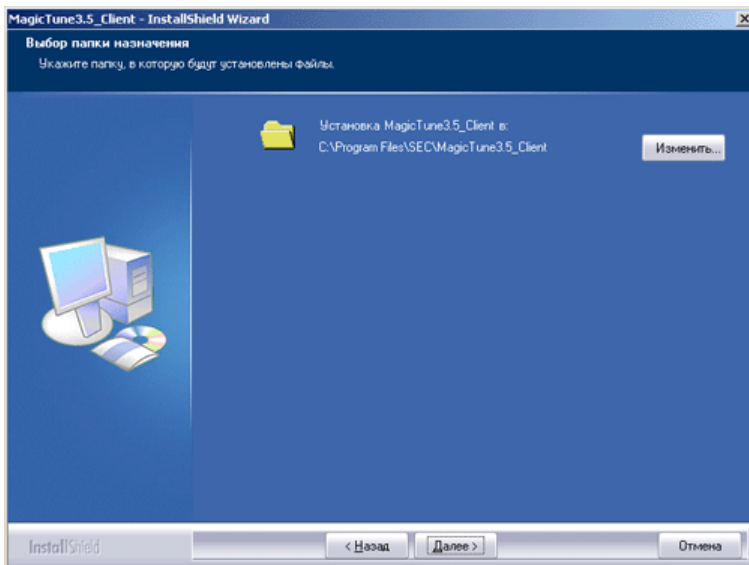 MagicTune3.5_Client - InstallShield Wizard
Выбор папки назначения
Укажите папку, в которую будут установлены файлы.
Установка MagicTune3.5_Client в:
C:\Program Files\SEC\MagicTune3.5_Client
Изменить...
InstallShield
< Назад
Далее >
Отмена